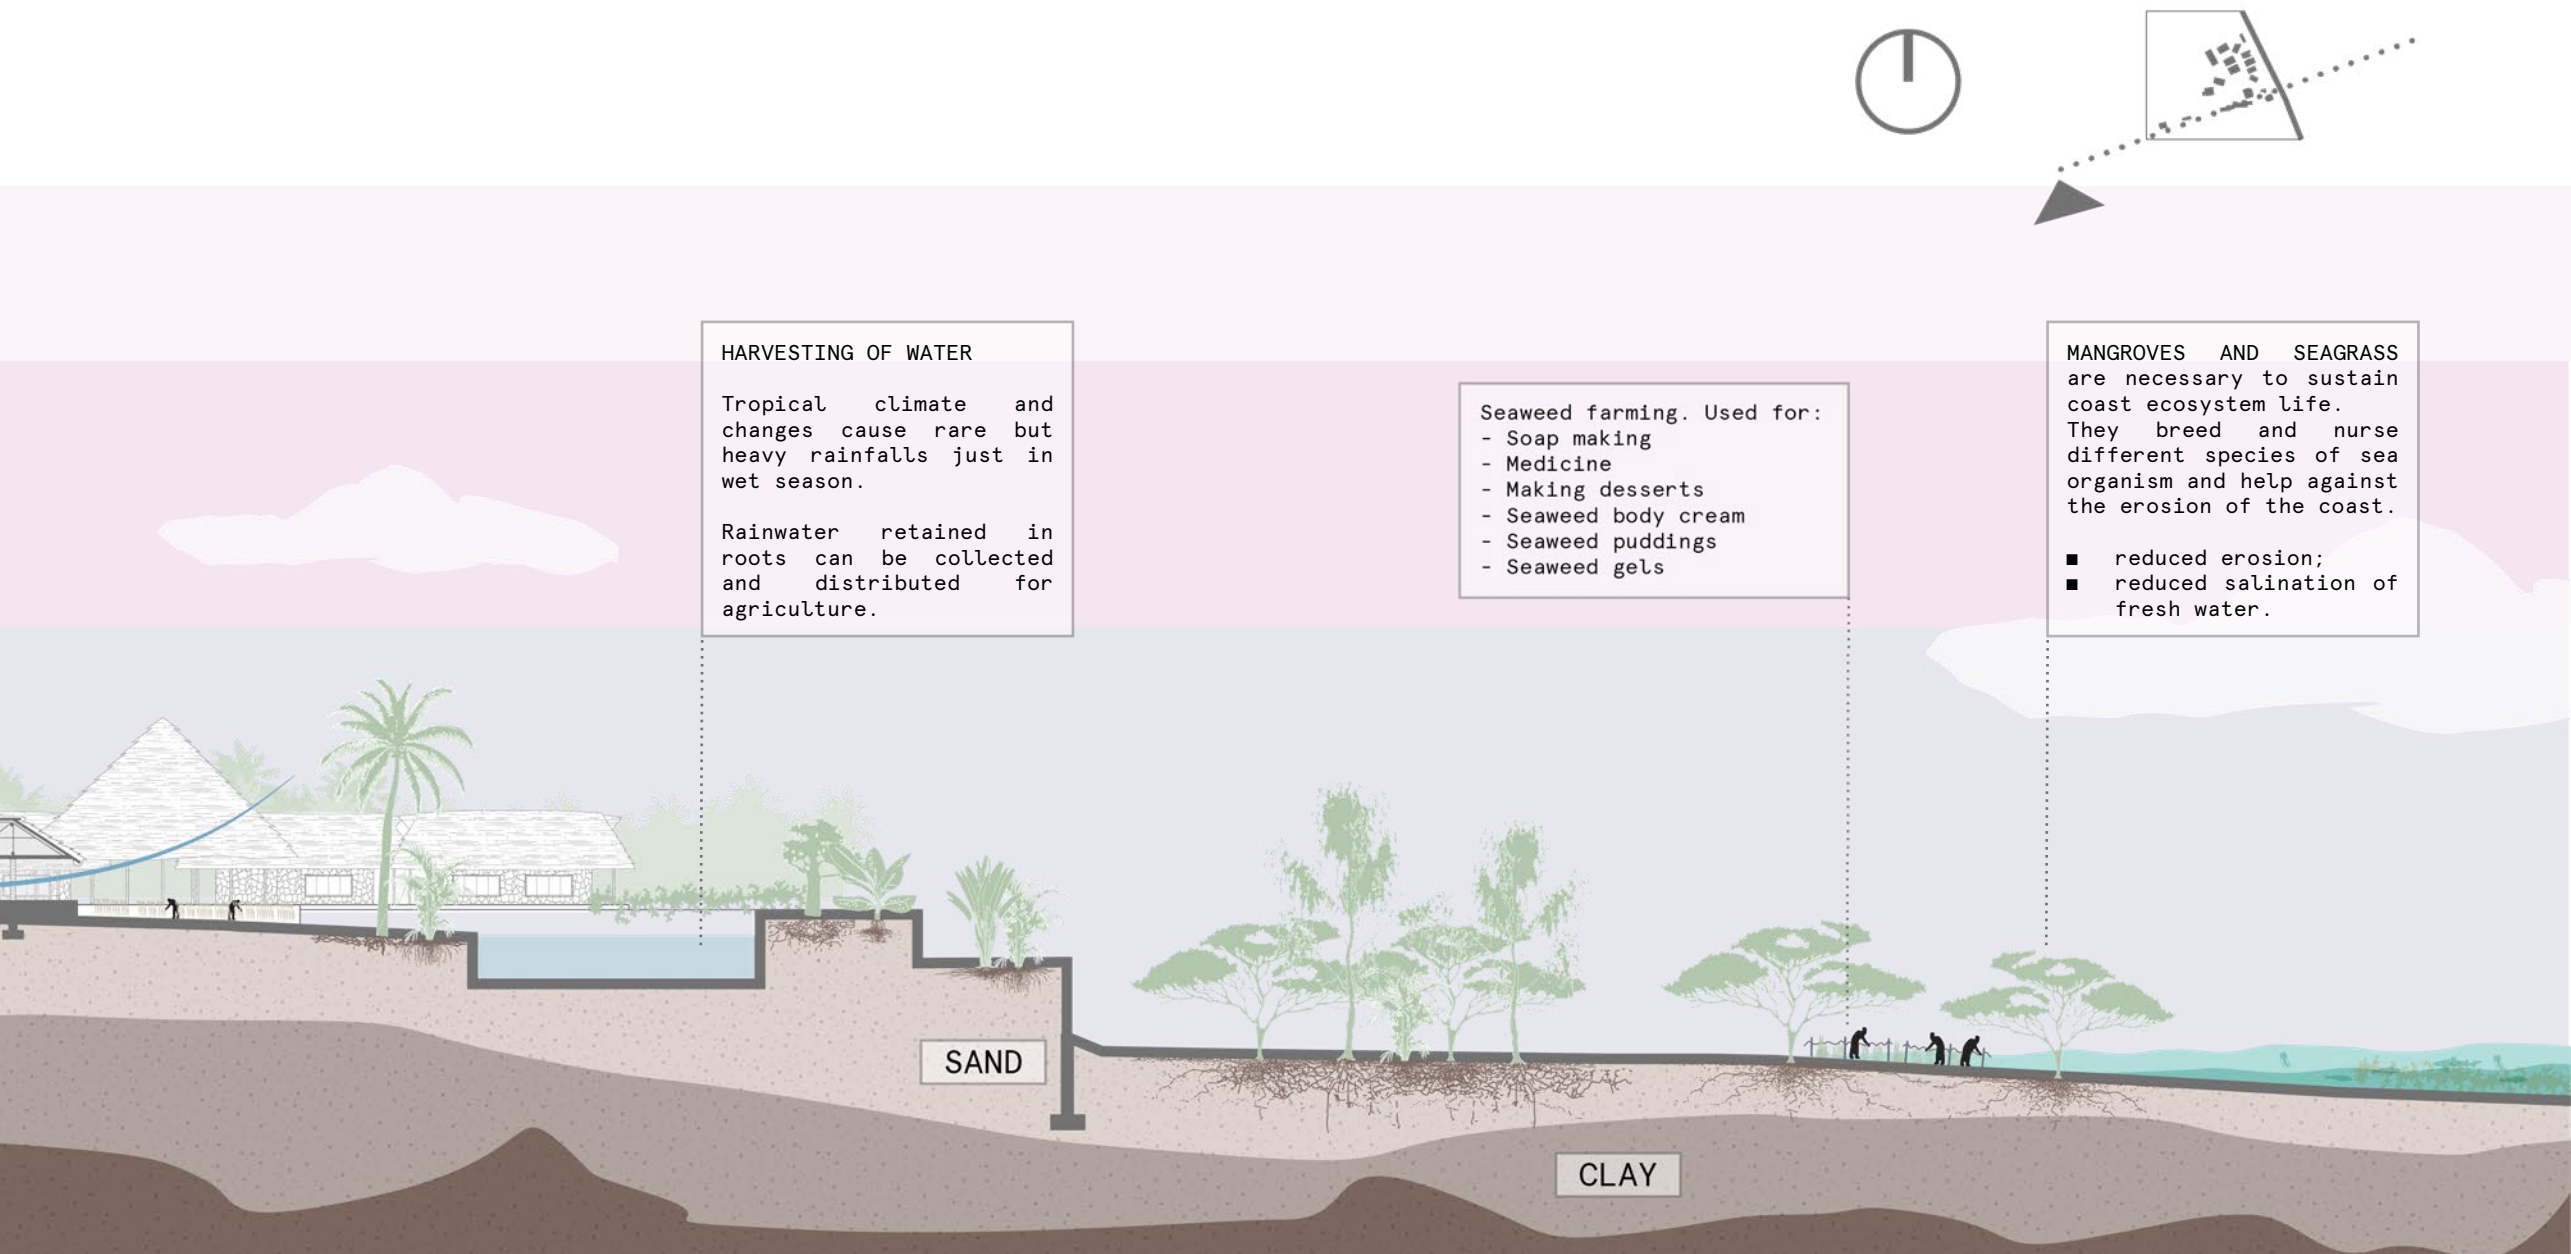 HARVESTING OF WATER
Tropical climate and
changes cause rare but
heavy rainfalls just in
wet season.
Rainwater retained in
roots can be collected
and distributed for
agriculture.
Seaweed farming. Used for:
- Soap making
- Medicine
- Making desserts
- Seaweed body cream
- Seaweed puddings
- Seaweed gels
MANGROVES AND SEAGRASS
are necessary to sustain
coast ecosystem life.
They breed and nurse
different species of sea
organism and help against
the erosion of the coast.
▪ reduced erosion;
▪ reduced salination of
fresh water.
SAND
CLAY